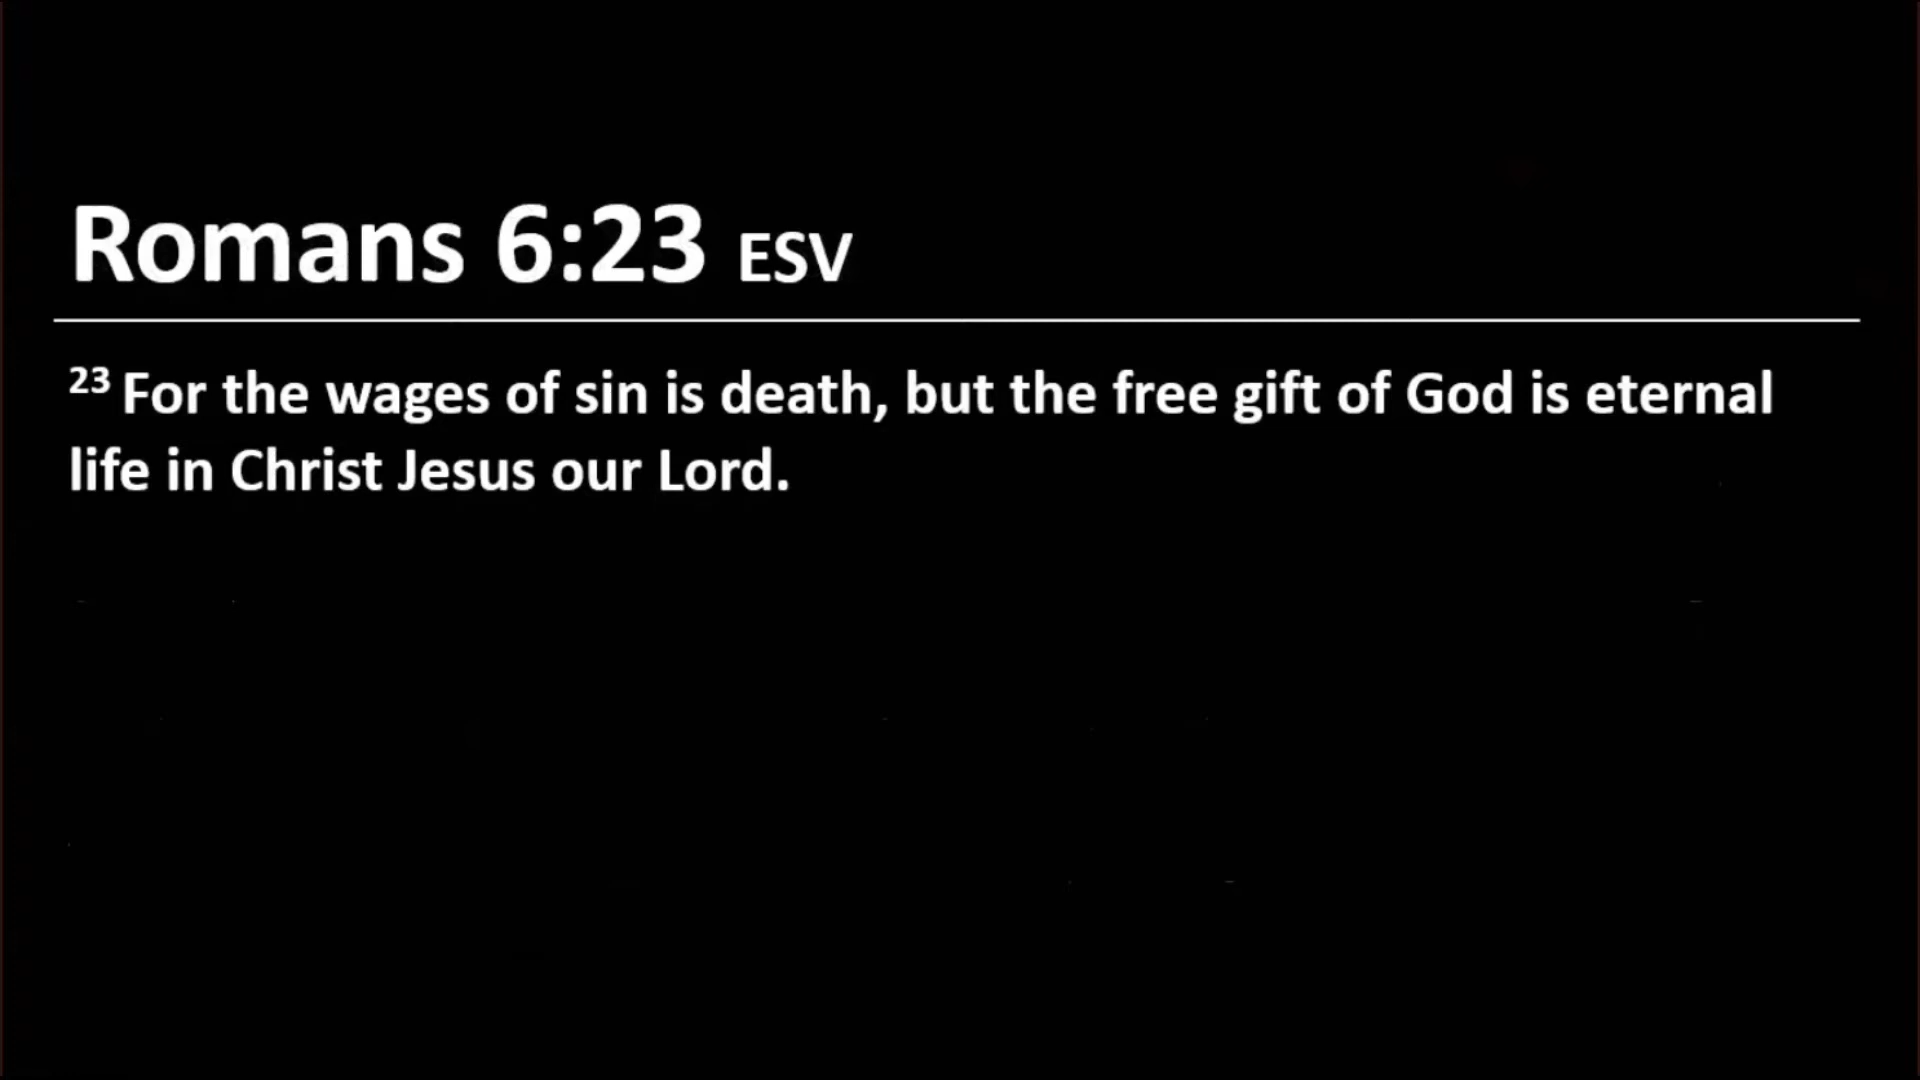 Romans 6:23 ESV
23 For the wages of sin is death, but the free gift of God is eternal
life in Christ Jesus our Lord.